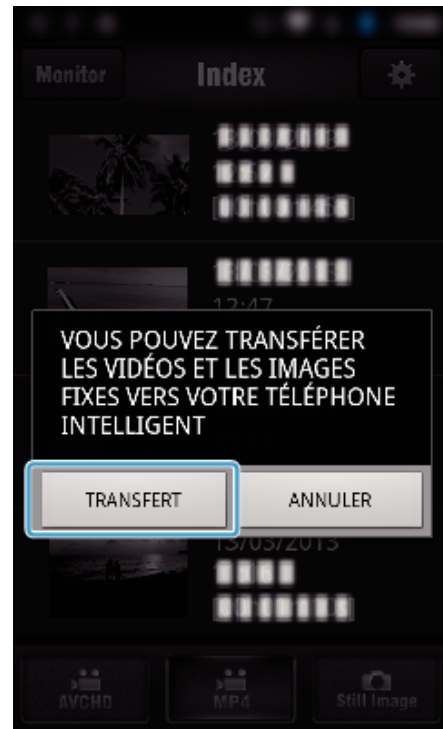 Monitor
Index
12:47
VOUS POUVEZ TRANSFÉRER
LES VIDÉOS ET LES IMAGES
FIXES VERS VOTRE TÉLÉPHONE
INTELLIGENT
TRANSFERT
ANNULER
13/03/2013
AVCHD
MP4
Still Image